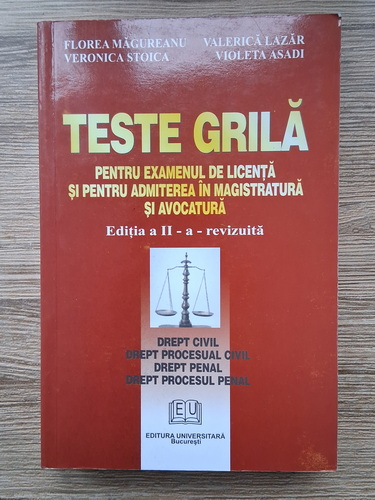 FLOREA MĂGUREANU VALERICĂ LAZĂR
VERONICA STOICA VIOLETA ASADI
TESTE GRILĂ
PENTRU EXAMENUL DE LICENȚĂ
ȘI PENTRU ADMITEREA ÎN MAGISTRATURĂ
ȘI AVOCATURĂ
Ediția a II - a - revizuită
DREPT CIVIL
DREPT PROCESUAL CIVIL
DREPT PENAL
DREPT PROCESUL PENAL
EU
EDITURA UNIVERSITARĂ
București